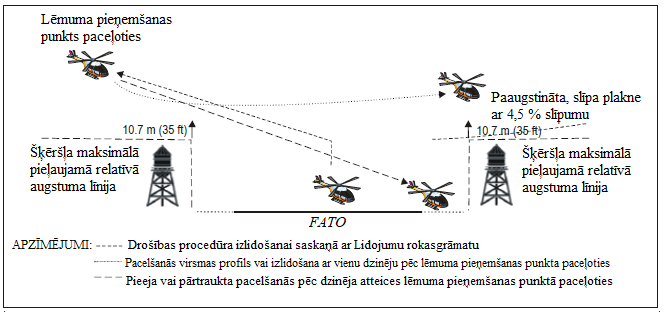 Lēmuma pieņemšanas
punkts paceļoties
Paaugstināta, slīpa plakne
ar 4,5 % slīpumu
10.7 m (35 ft)
10.7 m (35 ft)
Šķēršļa maksimālā
pieļaujamā relatīvā
augstuma līnija
Šķēršļa maksimālā
pieļaujamā relatīvā
augstuma līnija
FATO
APZĪMĒJUMI:
Drošības procedūra izlidošanai saskaņā ar Lidojumu rokasgrāmatu
Pacelšanās virsmas profils vai izlidošana ar vienu dzinēju pēc lēmuma pieņemšanas punkta paceļoties
Pieeja vai pārtraukta pacelšanās pēc dzinēja atteices lēmuma pieņemšanas punktā paceļoties